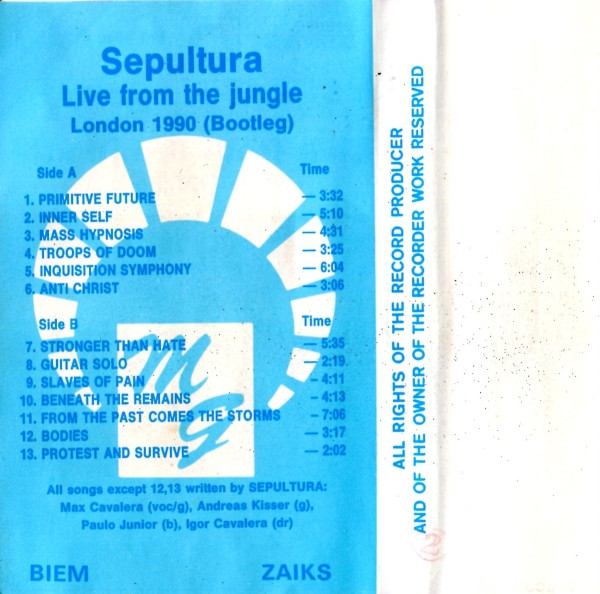 Sepultura
Live from the jungle
London 1990 (Bootleg)
Side A Time
1. PRIMITIVE FUTURE — 3:32
2. INNER SELF — 5:10
3. MASS HYPNOSIS — 4:31
4. TROOPS OF DOOM — 3:25
5. INQUISITION SYMPHONY — 6:04
6. ANTI CHRIST — 3:06
Side B Time
7. STRONGER THAN HATE — 5:35
8. GUITAR SOLO — 2:19
9. SLAVES OF PAIN — 4:11
10. BENEATH THE REMAINS - 4:13
11. FROM THE PAST COMES THE STORMS - 7:06
12. BODIES — 3:17
13. PROTEST AND SURVIVE — 2:02
MG
All songs except 12,13 written by SEPULTURA:
Max Cavalera (voc/g), Andreas Kisser (g),
Paulo Junior (b), Igor Cavalera (dr)
BIEM ZAIKS
ALL RIGHTS OF THE RECORD PRODUCER
AND OF THE OWNER OF THE RECORDER WORK RESERVED